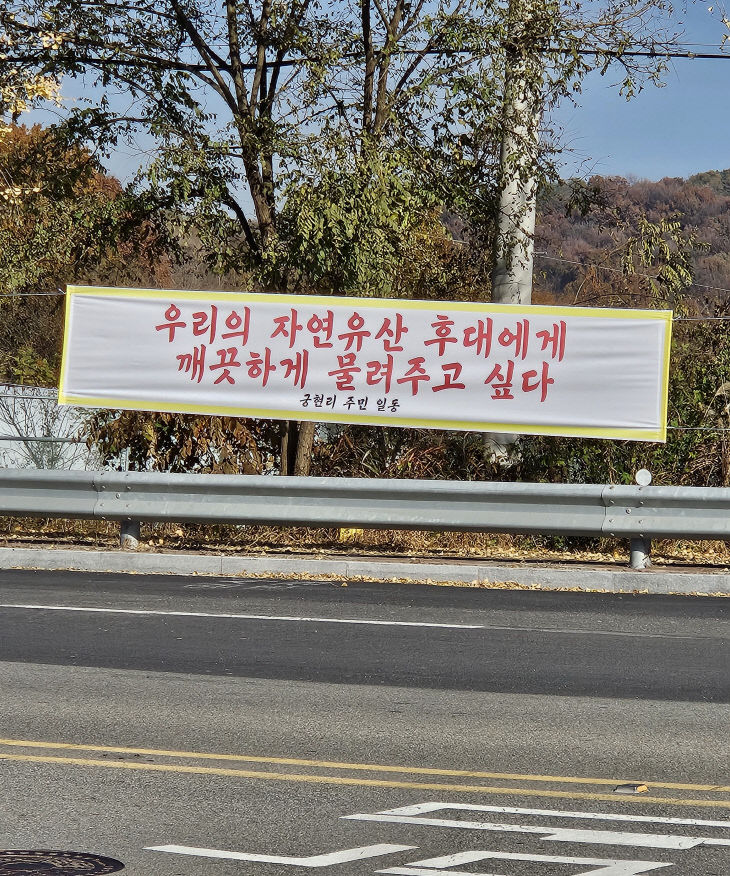 우리의 자연유산 후대에게
깨끗하게 물려주고 싶다
궁현리 주민 일동